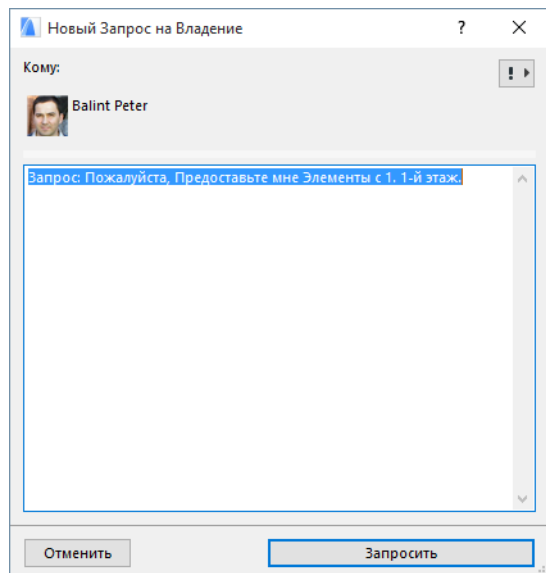 Новый Запрос на Владение
Кому:
Balint Peter
Запрос: Пожалуйста, Предоставьте мне Элементы с 1. 1-й этаж.
Отменить
Запросить